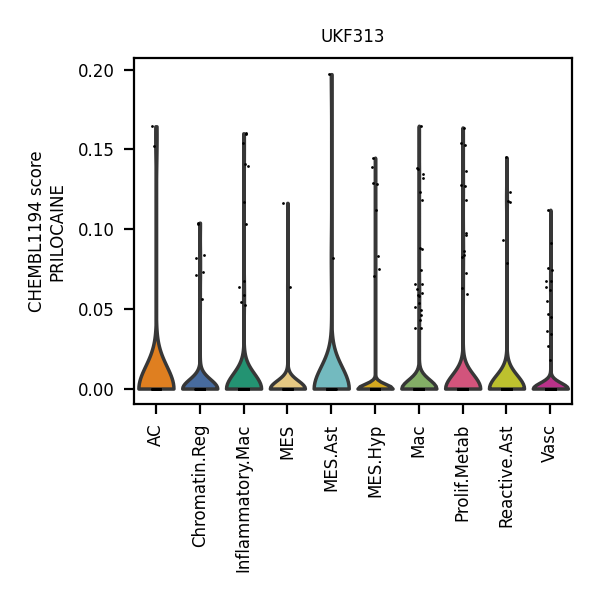 UKF313
CHEMBL1194 score
PRILOCAINE
0.20
0.15
0.10
0.05
0.00
AC
Chromatin.Reg
Inflammatory.Mac
MES
MES.Ast
MES.Hyp
Mac
Prolif.Metab
Reactive.Ast
Vasc